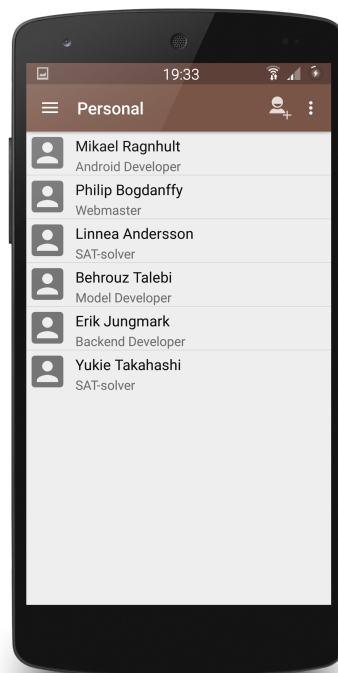 19:33
Personal
Mikael Ragnhult
Android Developer
Philip Bogdanffy
Webmaster
Linnea Andersson
SAT-solver
Behrouz Talebi
Model Developer
Erik Jungmark
Backend Developer
Yukie Takahashi
SAT-solver